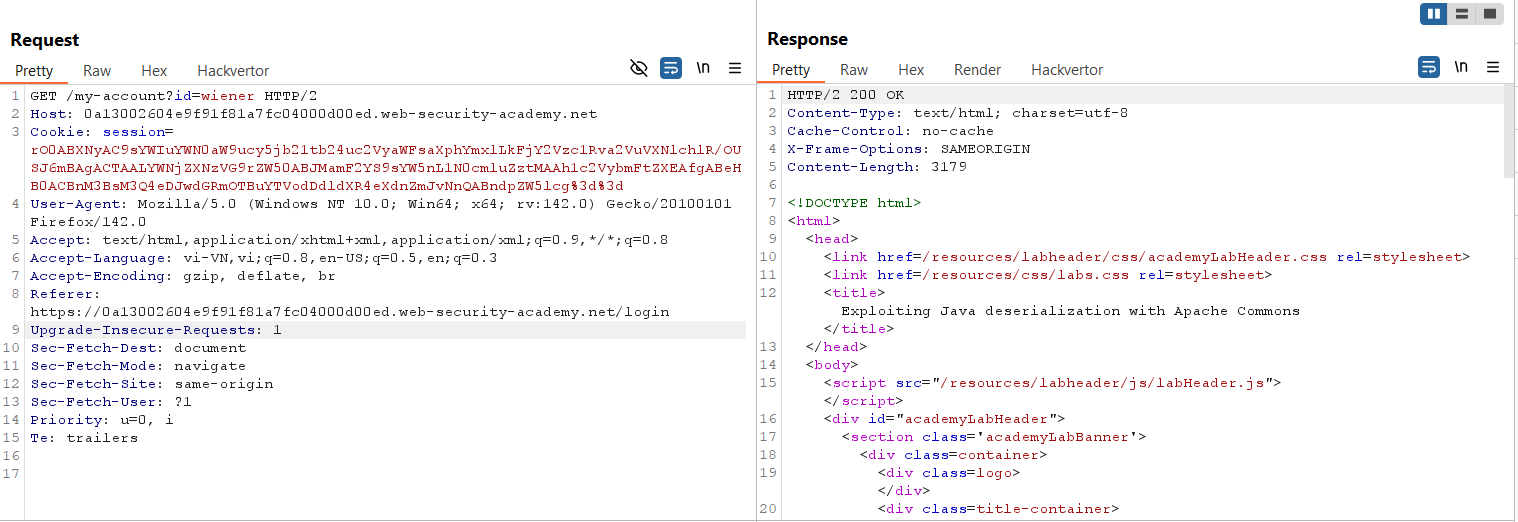 Request
Pretty Raw Hex Hackvertor \n
1 GET /my-account?id=wiener HTTP/2
2 Host: 0a13002604e9f91f81a7fc04000d00ed.web-security-academy.net
3 Cookie: session=
rO0ABXNyAC9sYWIuYWN0aW9ucy5jb21tb24uc2VyaWFsaXphYmxlLkFjY2Vzc1Rva2VuVXNlchlR/OU
SJ6mBAgACTAALYWNjZXNzVG9rZW50ABJMamF2YS9sYW5nL1N0cmluZztMAAh1c2VybmFtZXEAfgABeH
B0ACBnM3BsM3Q4eDJwdGRmOTBuYTVodDdldXR4eXdnZmJvNnQABndpZW5lcg%3d%3d
4 User-Agent: Mozilla/5.0 (Windows NT 10.0; Win64; x64; rv:142.0) Gecko/20100101
Firefox/142.0
5 Accept: text/html,application/xhtml+xml,application/xml;q=0.9,*/*;q=0.8
6 Accept-Language: vi-VN,vi;q=0.8,en-US;q=0.5,en;q=0.3
7 Accept-Encoding: gzip, deflate, br
8 Referer:
https://0a13002604e9f91f81a7fc04000d00ed.web-security-academy.net/login
9 Upgrade-Insecure-Requests: 1
10 Sec-Fetch-Dest: document
11 Sec-Fetch-Mode: navigate
12 Sec-Fetch-Site: same-origin
13 Sec-Fetch-User: ?1
14 Priority: u=0, i
15 Te: trailers
16
17
Response
Pretty Raw Hex Render Hackvertor \n
1 HTTP/2 200 OK
2 Content-Type: text/html; charset=utf-8
3 Cache-Control: no-cache
4 X-Frame-Options: SAMEORIGIN
5 Content-Length: 3179
6
7 <!DOCTYPE html>
8 <html>
9 <head>
10 <link href=/resources/labheader/css/academyLabHeader.css rel=stylesheet>
11 <link href=/resources/css/labs.css rel=stylesheet>
12 <title>
Exploiting Java deserialization with Apache Commons
</title>
13 </head>
14 <body>
15 <script src="/resources/labheader/js/labHeader.js">
</script>
16 <div id="academyLabHeader">
17 <section class='academyLabBanner'>
18 <div class=container>
19 <div class=logo>
</div>
20 <div class=title-container>